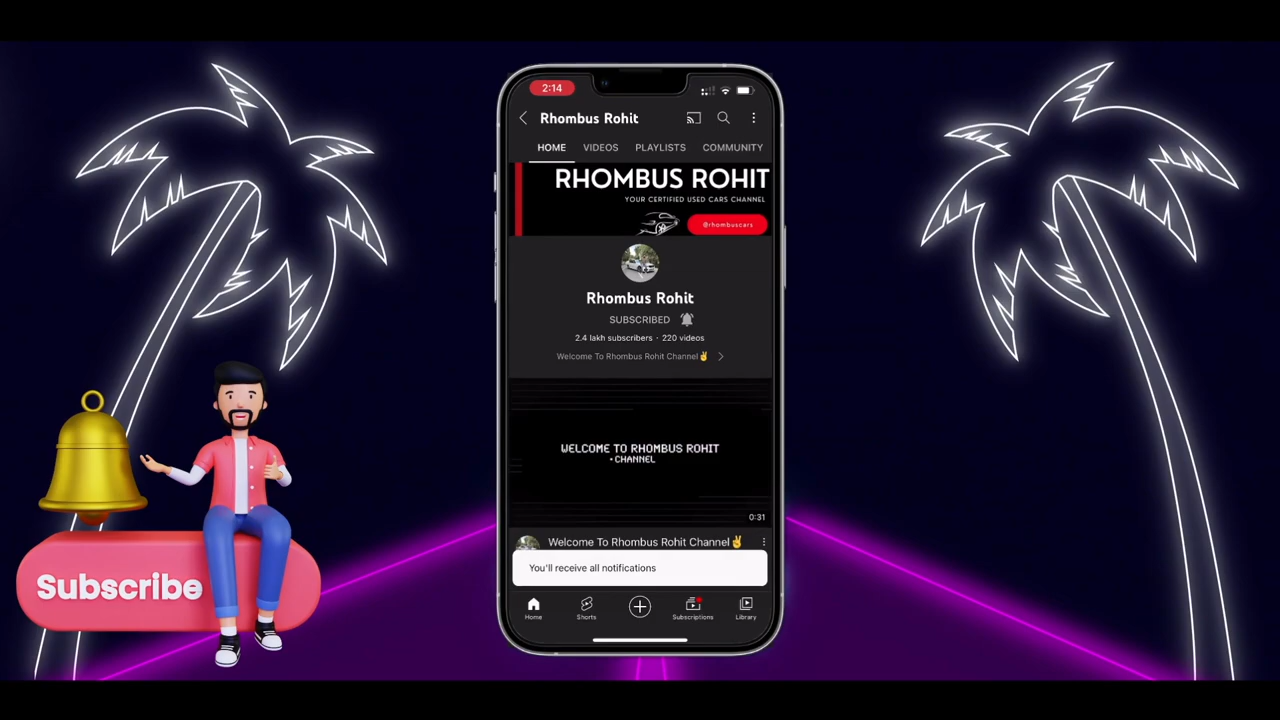 2:14
Rhombus Rohit
HOME VIDEOS PLAYLISTS COMMUNITY
RHOMBUS ROHIT
YOUR CERTIFIED USED CARS CHANNEL
@rhombuscars
Rhombus Rohit
SUBSCRIBED
2.4 lakh subscribers · 220 videos
Welcome To Rhombus Rohit Channel✌
WELCOME TO RHOMBUS ROHIT
•CHANNEL
0:31
Welcome To Rhombus Rohit Channel✌
You'll receive all notifications
Home Shorts Subscriptions Library
Subscribe